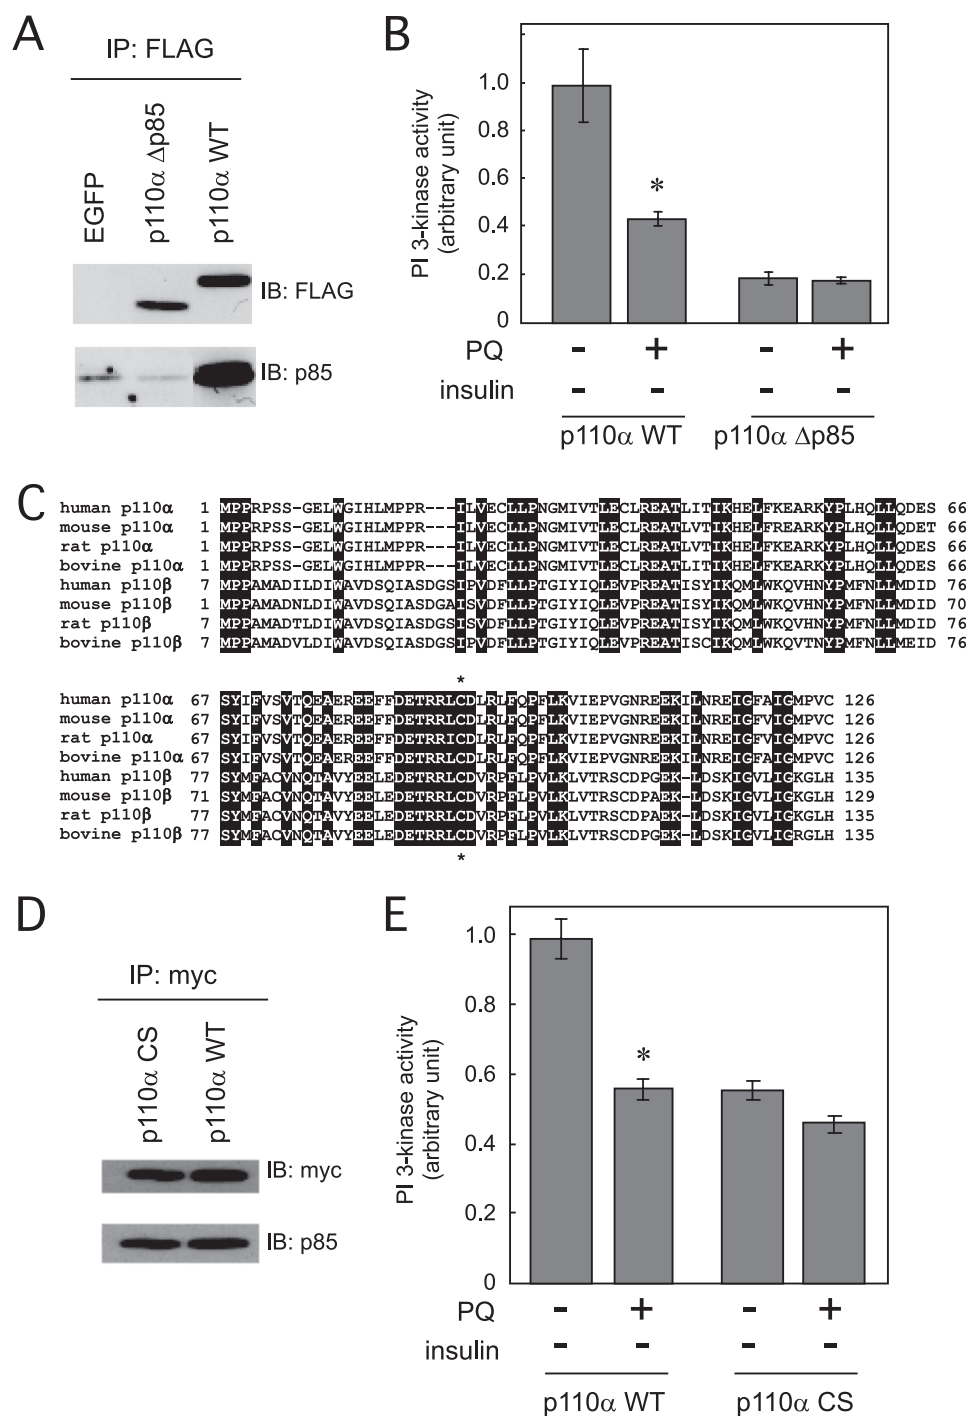 A
IP: FLAG
EGFP
p110α Δp85
p110α WT
IB: FLAG
IB: p85
B
PI 3-kinase activity
(arbitrary unit)
1.0
0.8
0.6
0.4
0.2
0
*
PQ - + - +
insulin - - - -
p110α WT p110α Δp85
C
human p110α 1 MPPRPSS-GELWGIHLMPPR---ILVECLLPNGMIVTLECLREATLITIKHELFKEARKYPLHQLLQDES 66
mouse p110α 1 MPPRPSS-GELWGIHLMPPR---ILVECLLPNGMIVTLECLREATLVTIKHELFKEARKYPLHQLLQDET 66
rat p110α 1 MPPRPSS-GELWGIHLMPPR---ILVECLLPNGMIVTLECLREATLVTIKHELFKEARKYPLHQLLQDES 66
bovine p110α 1 MPPRPSS-GELWGIHLMPPR---ILVECLLPNGMIVTLECLREATLITIKHELFKEARKYPLHQLLQDES 66
human p110β 7 MPPAMADILDIWAVDSQIASDGSIPVDFLLPTGIYIQLEVPREATISYIKQMLWKQVHNYPMFNLLMDID 76
mouse p110β 1 MPPAMADNLDIWAVDSQIASDGAISVDFLLPTGIYIQLEVPREATISYIKQMLWKQVHNYPMFNLLMDID 70
rat p110β 7 MPPAMADTLDIWAVDSQIASDGSISVDFLLPTGIYIQLEVPREATISYIKQMLWKQVHNYPMFNLLMDID 76
bovine p110β 7 MPPAMADVLDIWAVDSQIASDGSIPVDFLLPTGIYIQLEVPREATISCIKQMLWKQVTNYPMFNLLMEID 76
*
human p110α 67 SYIFVSVTQEAEREEFFDETRRLCDLRLFQPFLKVIEPVGNREEKILNREIGFAIGMPVC 126
mouse p110α 67 SYIFVSVTQEAEREEFFDETRRLCDLRLFQPFLKVIEPVGNREEKILNREIGFVIGMPVC 126
rat p110α 67 SYIFVSVTQEAEREEFFDETRRLCDLRLFQPFLKVIEPVGNREEKILNREIGFVIGMPVC 126
bovine p110α 67 SYIFVSVTQEAEREEFFDETRRLCDLRLFQPFLKVIEPVGNREEKILNREIGFAIGMPVC 126
human p110β 77 SYMFACVNQTAVYEELEDETRRLCDVRPFLPVLKLVTRSCDPGEK-LDSKIGVLIGKGLH 135
mouse p110β 71 SYMFACVNQTAVYEELEDETRRLCDVRPFLPVLKLVTRSCDPAEK-LDSKIGVLIGKGLH 129
rat p110β 77 SYMFACVNQTAVYEELEDETRRLCDVRPFLPVLKLVTRSCDPAEK-LDSKIGVLIGKGLH 135
bovine p110β 77 SYMFACVNQTAVYEELEDETRRLCDVRPFLPVLKLVTRSCDPGEK-LDSKIGVLIGRGLH 135
*
D
IP: myc
p110α CS
p110α WT
IB: myc
IB: p85
E
PI 3-kinase activity
(arbitrary unit)
1.0
0.8
0.6
0.4
0.2
0
*
PQ - + - +
insulin - - - -
p110α WT p110α CS